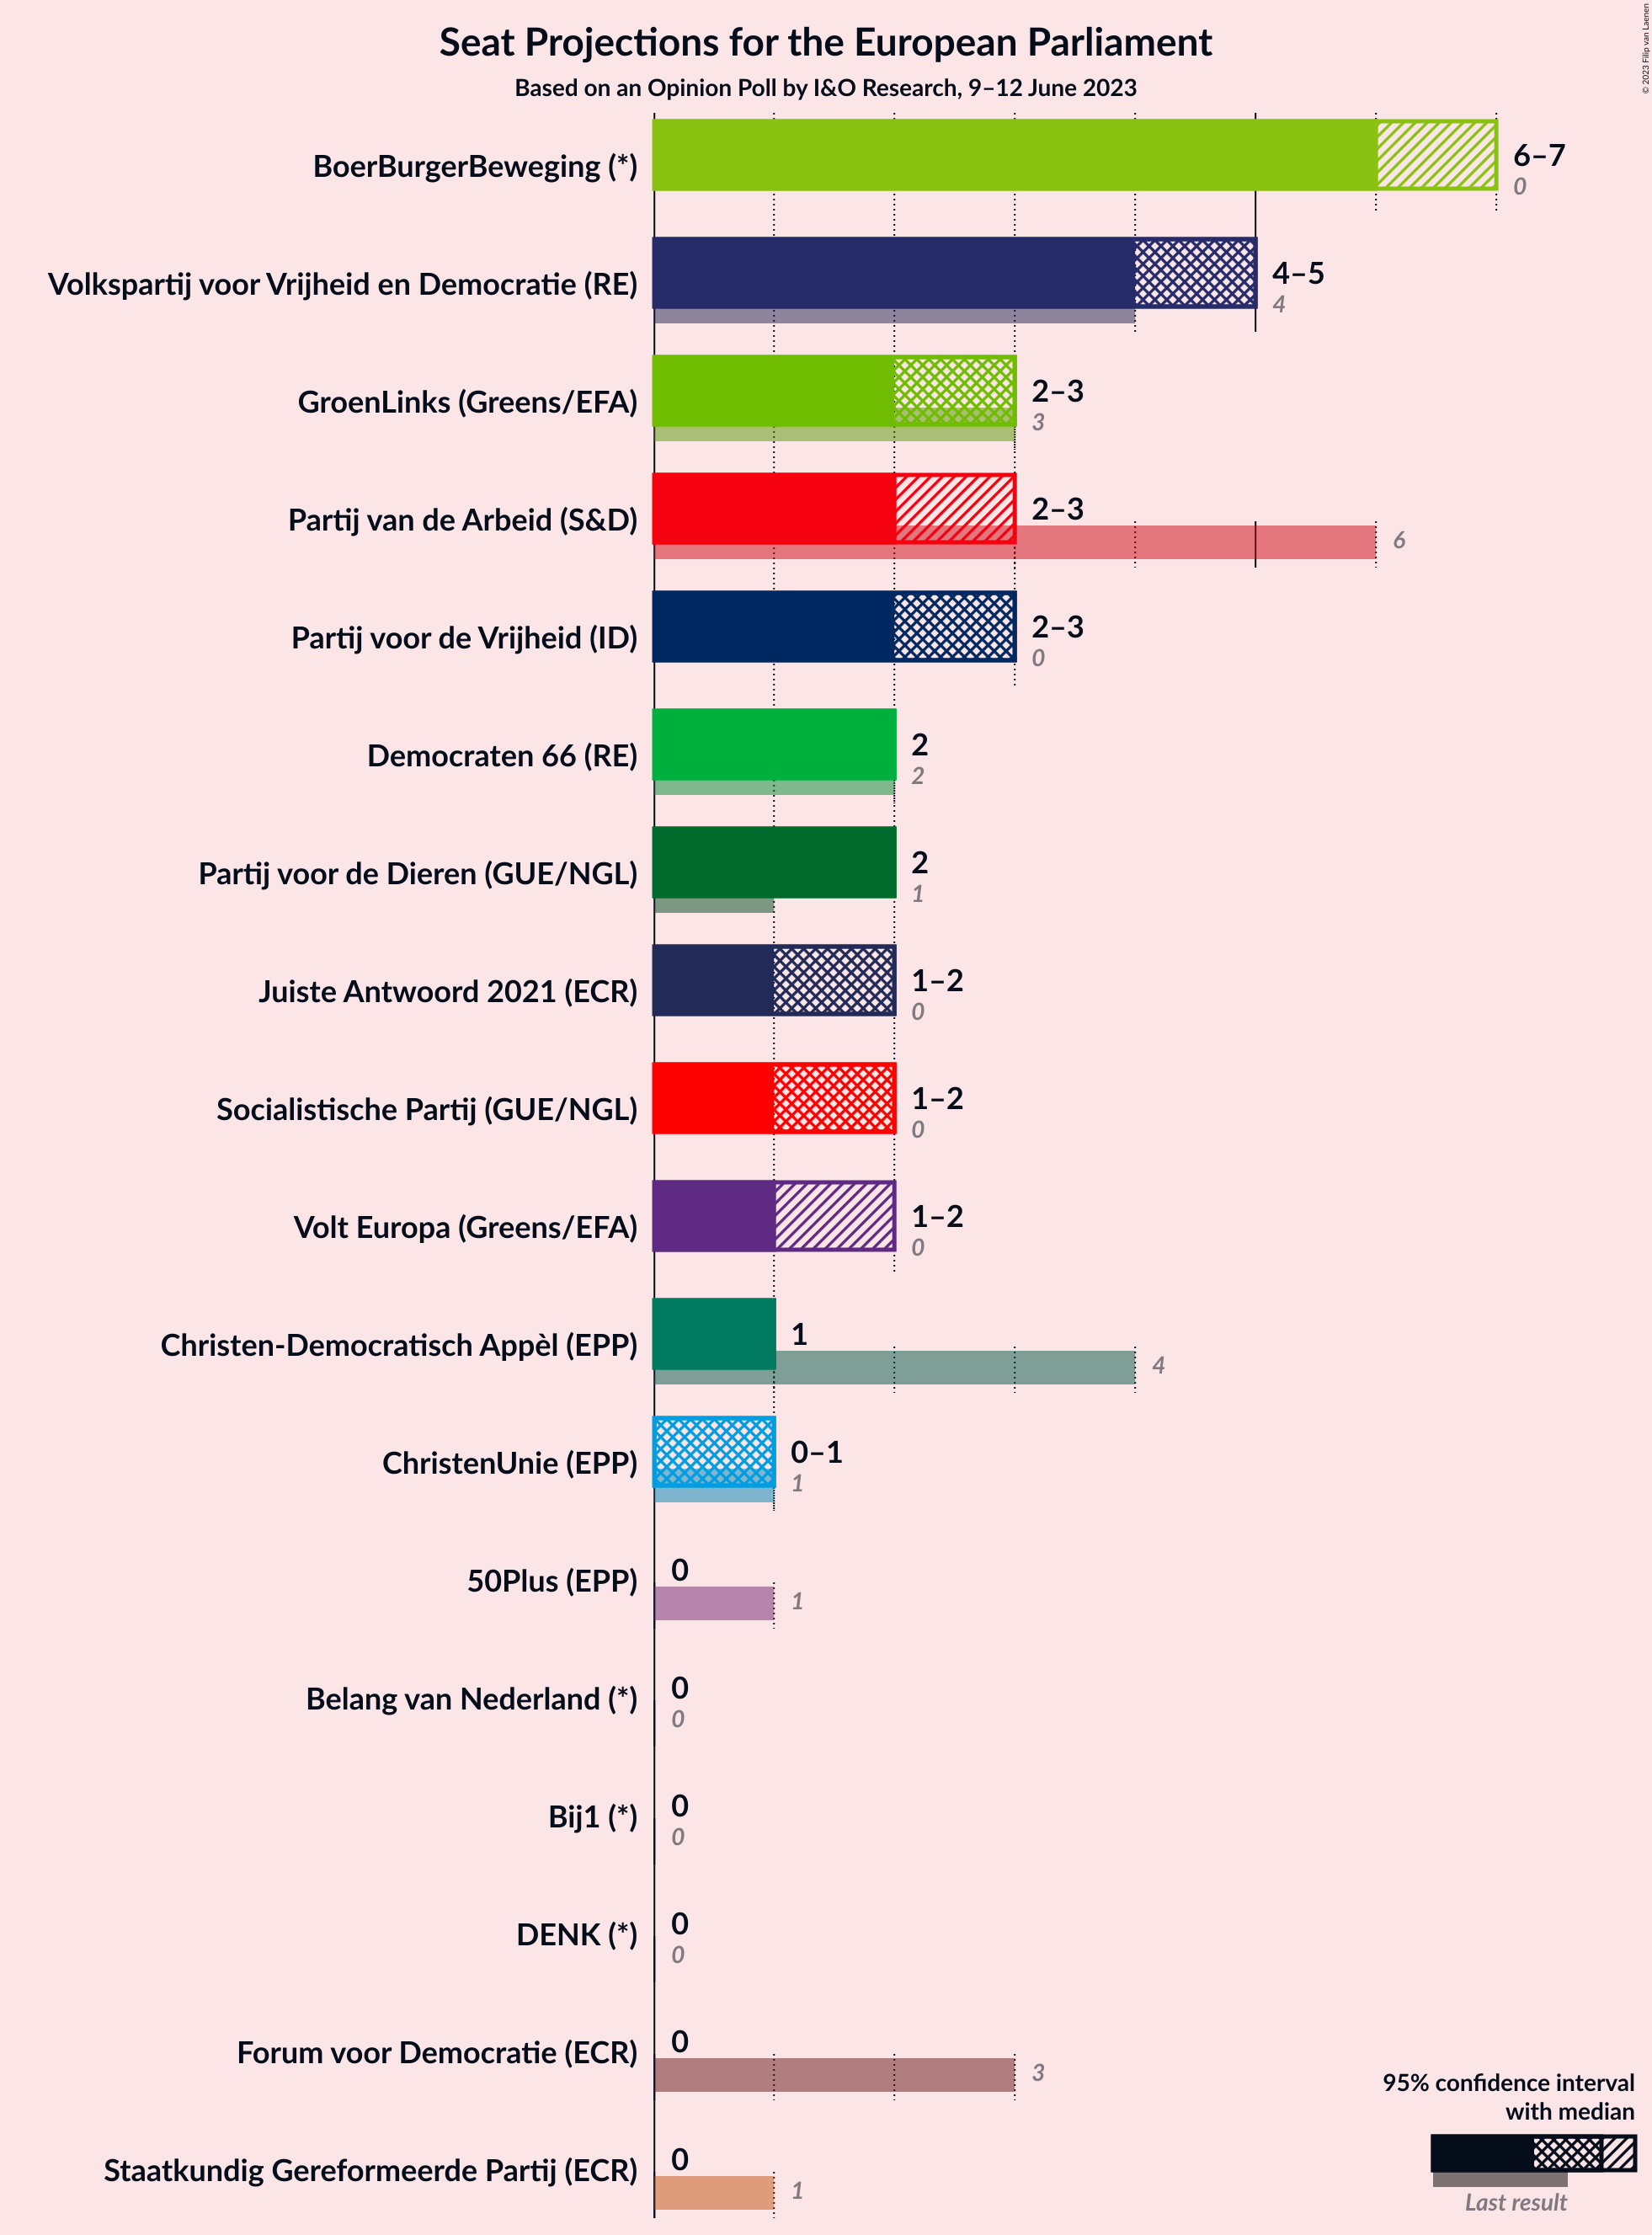 Seat Projections for the European Parliament
Based on an Opinion Poll by I&O Research, 9–12 June 2023
© 2023 Filip van Laenen
BoerBurgerBeweging (*)
6–7
0
Volkspartij voor Vrijheid en Democratie (RE)
4–5
4
GroenLinks (Greens/EFA)
2–3
3
Partij van de Arbeid (S&D)
2–3
6
Partij voor de Vrijheid (ID)
2–3
0
Democraten 66 (RE)
2
2
Partij voor de Dieren (GUE/NGL)
2
1
Juiste Antwoord 2021 (ECR)
1–2
0
Socialistische Partij (GUE/NGL)
1–2
0
Volt Europa (Greens/EFA)
1–2
0
Christen-Democratisch Appèl (EPP)
1
4
ChristenUnie (EPP)
0–1
1
50Plus (EPP)
0
1
Belang van Nederland (*)
0
0
Bij1 (*)
0
0
DENK (*)
0
0
Forum voor Democratie (ECR)
0
3
Staatkundig Gereformeerde Partij (ECR)
0
1
95% confidence interval
with median
Last result